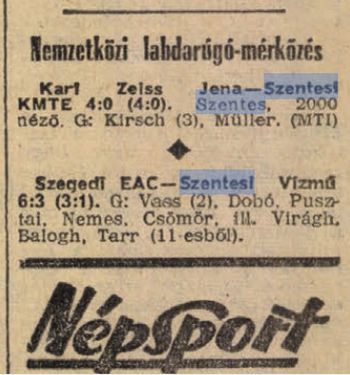 Nemzetközi labdarúgó-mérkőzés
Karl Zeiss Jena—Szentesi
KMTE 4:0 (4:0). Szentes, 2000
néző. G: Kirsch (3), Müller. (MTI)
Szegedi EAC—Szentesi Vízmű
6:3 (3:1). G: Vass (2), Dobó, Pusz-
tai, Nemes, Csömör, ill. Virágh,
Balogh, Tarr (11-esből).
Népsport